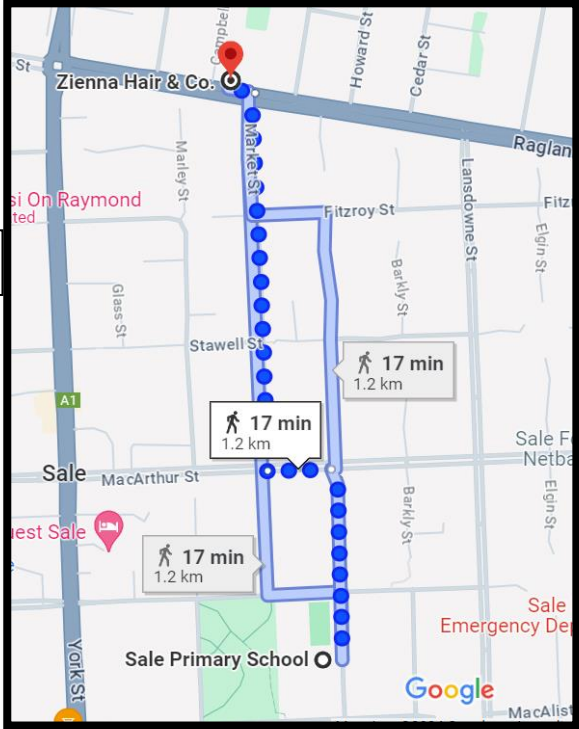 Campbell
Howard St
Cedar St
St
Zienna Hair & Co.
Raglan
Market St
Marley St
Lansdowne St
si On Raymond
ted
Fitzroy St
Fitz
Elgin St
Barkly St
Glass St
Stawell St
17 min
1.2 km
A1
17 min
1.2 km
Sale Fo
Netba
Sale
MacArthur St
Barkly St
Elgin St
uest Sale
17 min
1.2 km
Sale
Emergency Dep
Sale Primary School
York St
Google
MacAlist